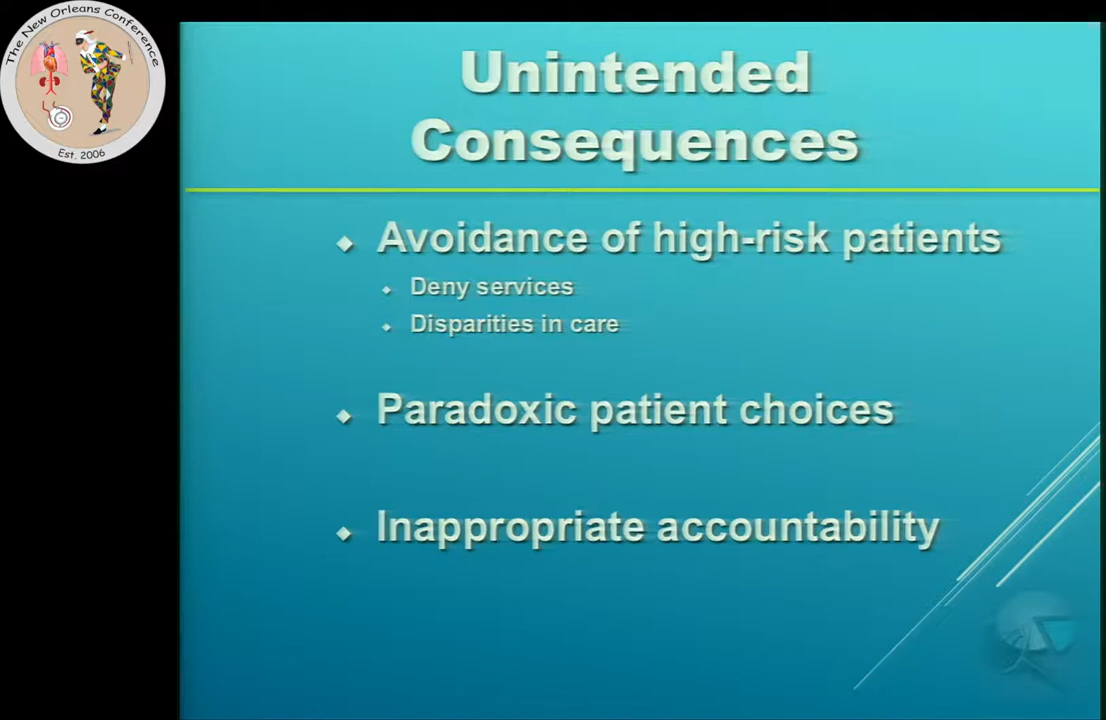 The New Orleans Conference
Est. 2006
Unintended
Consequences
Avoidance of high-risk patients
Deny services
Disparities in care
Paradoxic patient choices
Inappropriate accountability